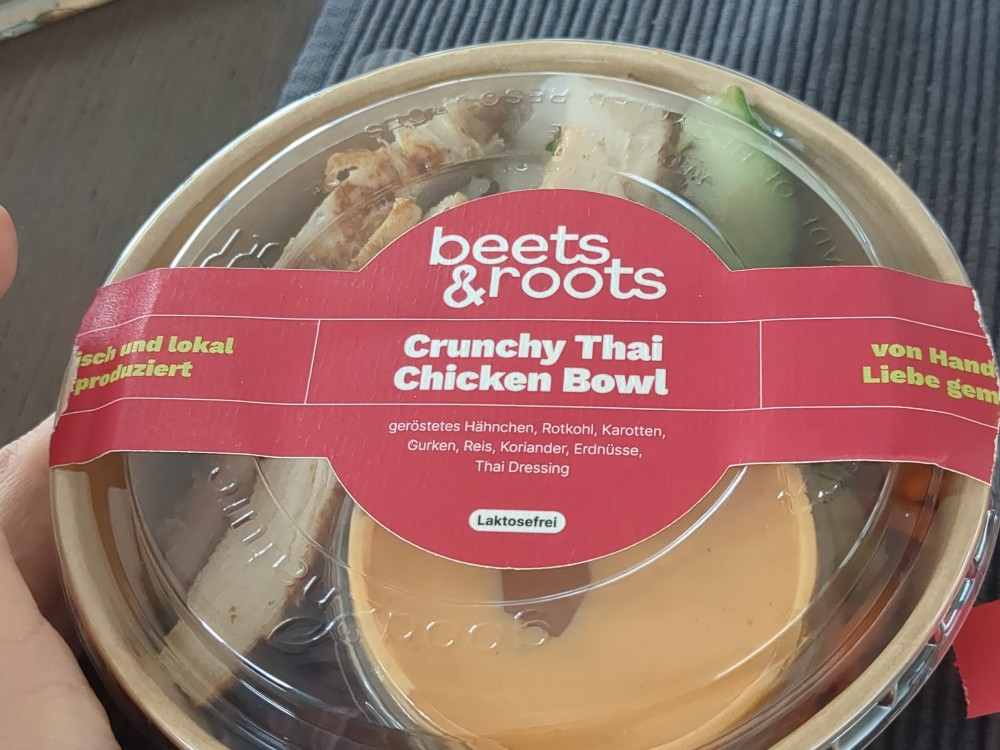 beets
&roots
Crunchy Thai
Chicken Bowl
geröstetes Hähnchen, Rotkohl, Karotten,
Gurken, Reis, Koriander, Erdnüsse,
Thai Dressing
Laktosefrei
isch und lokal
produziert
von Hand
Liebe gem